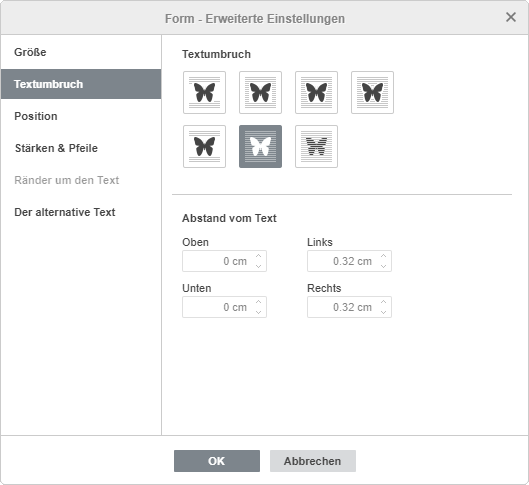 Form - Erweiterte Einstellungen
Größe
Textumbruch
Position
Stärken & Pfeile
Ränder um den Text
Der alternative Text
Textumbruch
Abstand vom Text
Oben
Links
0 cm
0.32 cm
Unten
Rechts
0 cm
0.32 cm
OK
Abbrechen